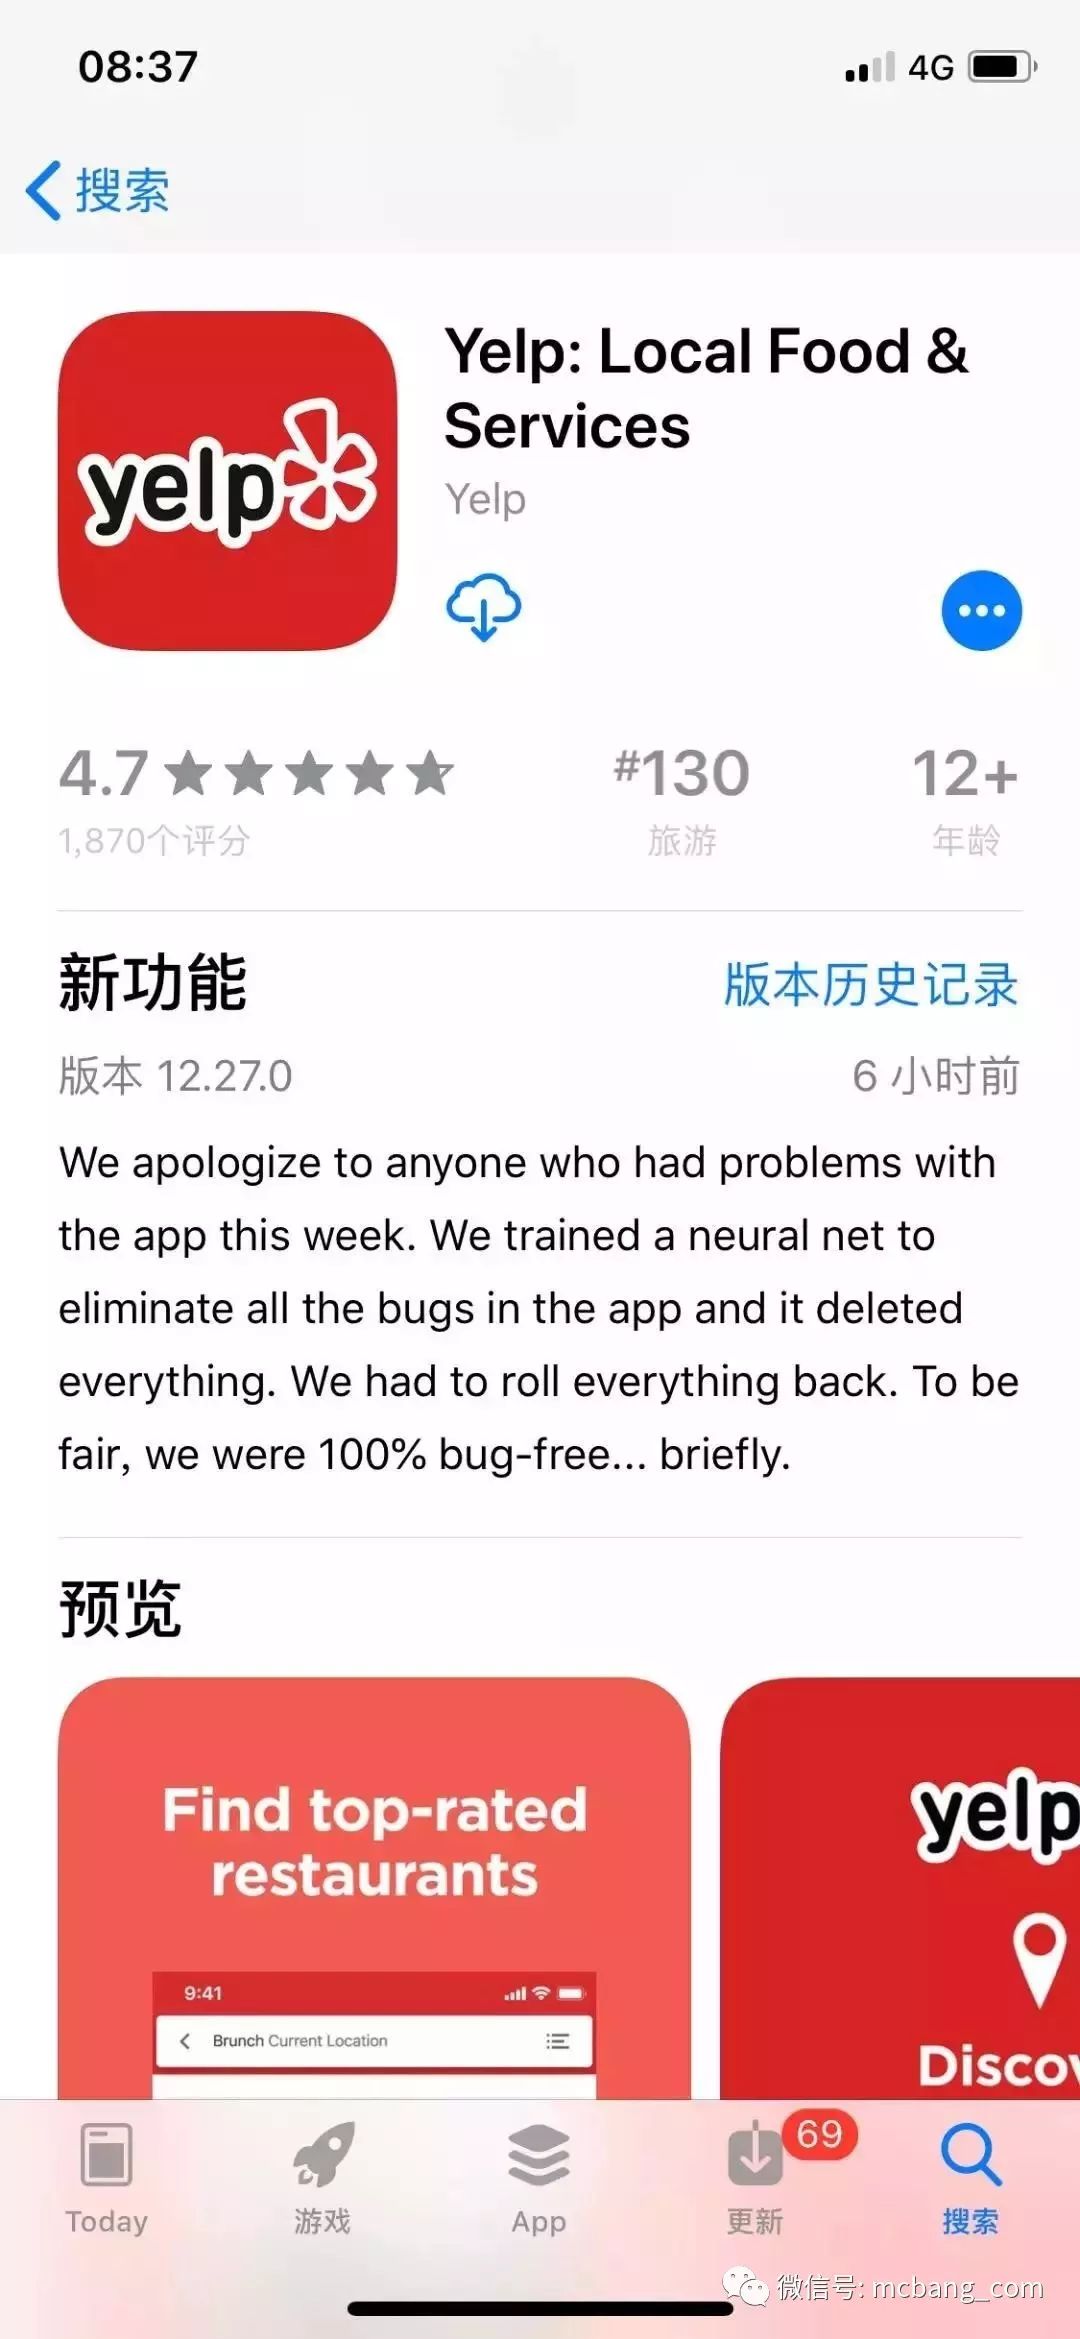 08:37
4G
搜索
yelp
Yelp: Local Food &
Services
Yelp
4.7
#130
12+
1,870个评分
旅游
年龄
新功能
版本历史记录
版本 12.27.0
6 小时前
We apologize to anyone who had problems with
the app this week. We trained a neural net to
eliminate all the bugs in the app and it deleted
everything. We had to roll everything back. To be
fair, we were 100% bug-free... briefly.
预览
Find top-rated
restaurants
9:41
Brunch Current Location
yelp
Discov
69
Today
游戏
App
更新
搜索
微信号: mcbang_com